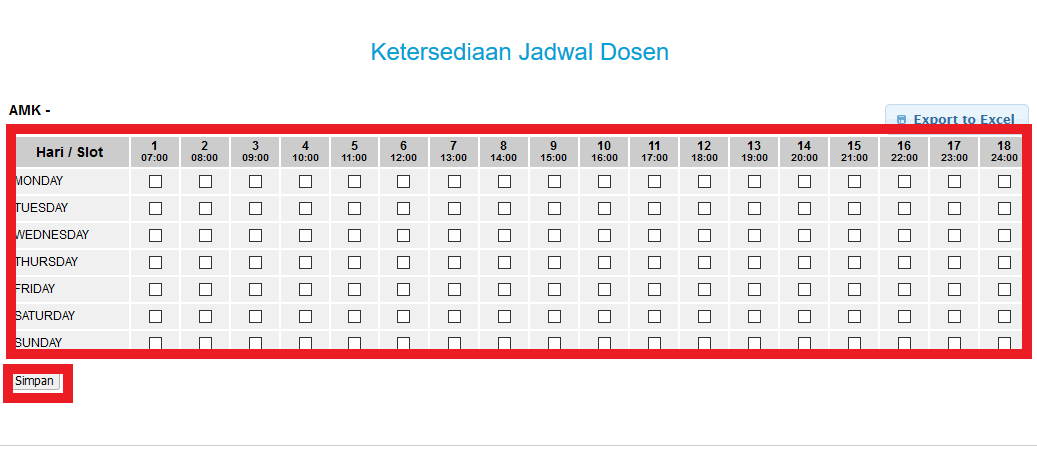 Ketersediaan Jadwal Dosen
AMK -
Export to Excel
Hari / Slot 1 2 3 4 5 6 7 8 9 10 11 12 13 14 15 16 17 18
07:00 08:00 09:00 10:00 11:00 12:00 13:00 14:00 15:00 16:00 17:00 18:00 19:00 20:00 21:00 22:00 23:00 24:00
MONDAY
TUESDAY
WEDNESDAY
THURSDAY
FRIDAY
SATURDAY
SUNDAY
Simpan